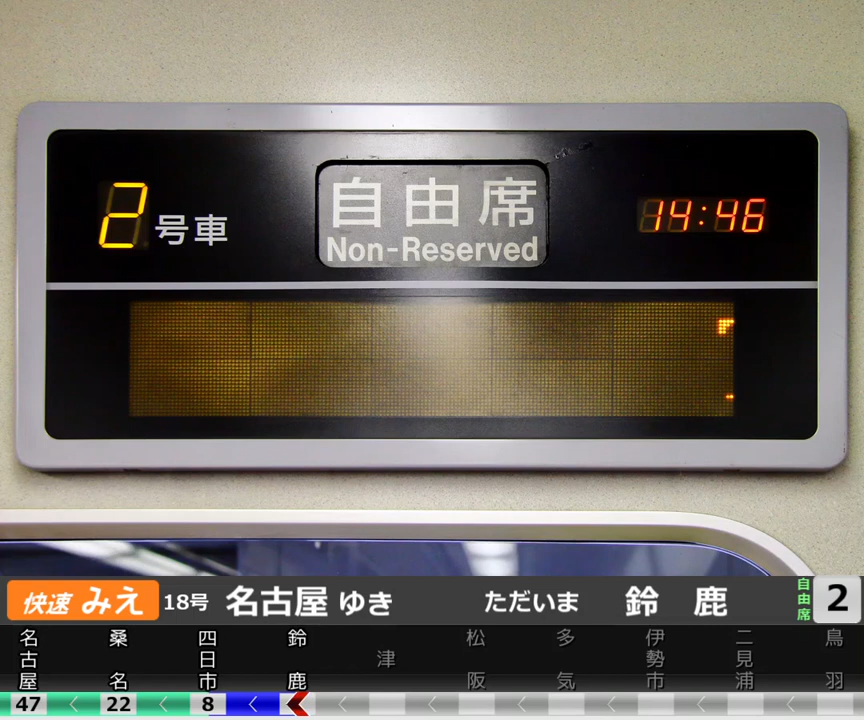 2号車
自由席
Non-Reserved
14:46
快速 みえ 18号 名古屋 ゆき ただいま 鈴鹿 自由席 2
名古屋 桑名 四日市 鈴鹿 津 松阪 多気 伊勢市 二見浦 鳥羽
47 22 8